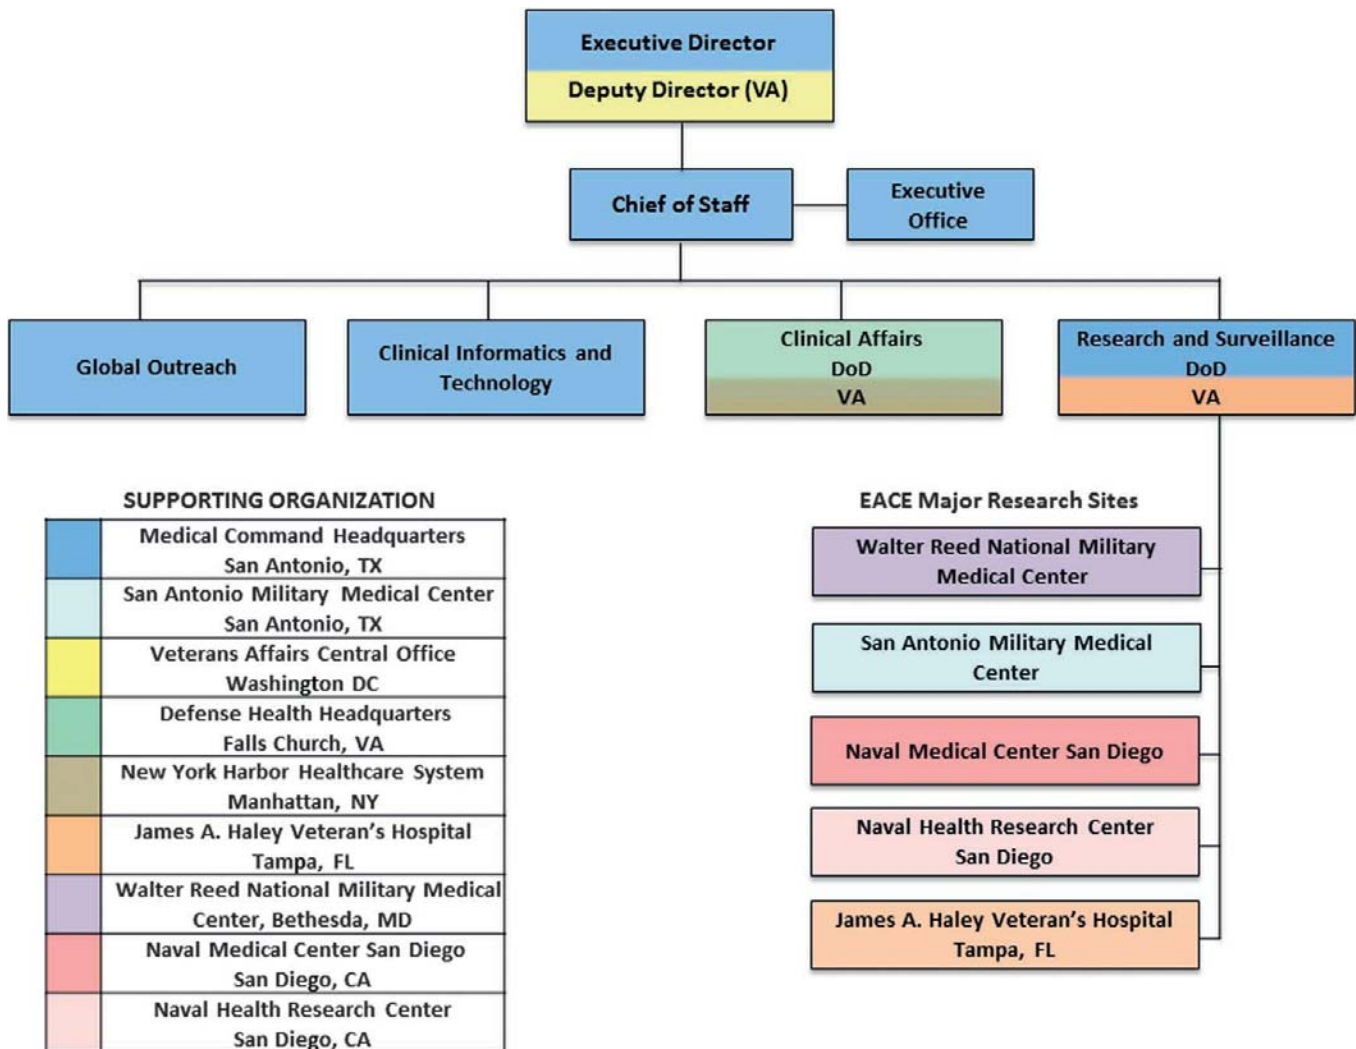 Executive Director
Deputy Director (VA)
Chief of Staff
Executive
Office
Global Outreach
Clinical Informatics and
Technology
Clinical Affairs
DoD
VA
Research and Surveillance
DoD
VA
SUPPORTING ORGANIZATION
Medical Command Headquarters
San Antonio, TX
San Antonio Military Medical Center
San Antonio, TX
Veterans Affairs Central Office
Washington DC
Defense Health Headquarters
Falls Church, VA
New York Harbor Healthcare System
Manhattan, NY
James A. Haley Veteran’s Hospital
Tampa, FL
Walter Reed National Military Medical
Center, Bethesda, MD
Naval Medical Center San Diego
San Diego, CA
Naval Health Research Center
San Diego, CA
EACE Major Research Sites
Walter Reed National Military
Medical Center
San Antonio Military Medical
Center
Naval Medical Center San Diego
Naval Health Research Center
San Diego
James A. Haley Veteran’s Hospital
Tampa, FL